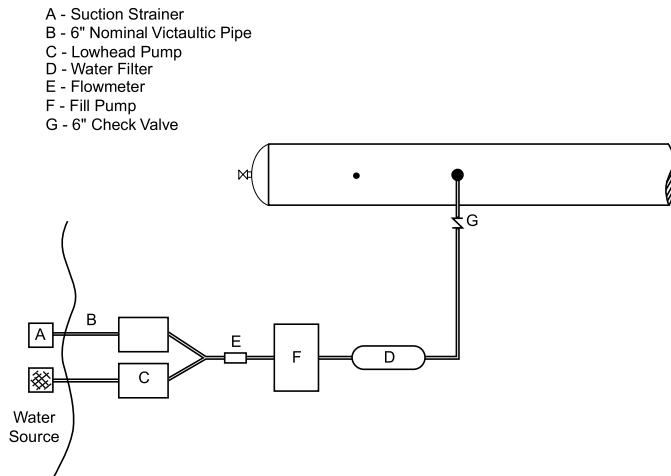 A - Suction Strainer
B - 6" Nominal Victaultic Pipe
C - Lowhead Pump
D - Water Filter
E - Flowmeter
F - Fill Pump
G - 6" Check Valve
G
B
E
A
F
D
C
Water
Source